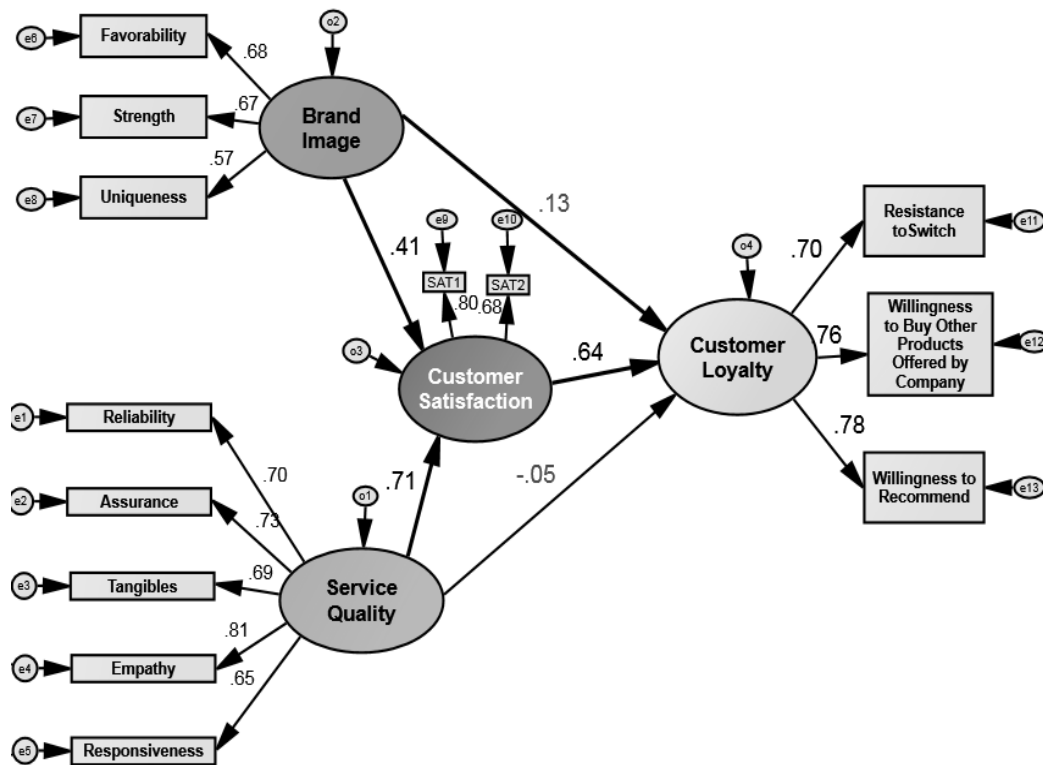 o2
e6
Favorability
.68
e7
Strength
.67
Brand
Image
e8
Uniqueness
.57
.13
e9
e10
.41
SAT1
SAT2
.80
.68
o3
Customer
Satisfaction
.64
o4
Customer
Loyalty
.70
Resistance
toSwitch
e11
76
Willingness
to Buy Other
Products
Offered by
Company
e12
.78
Willingness to
Recommend
e13
e1
Reliability
.70
.71
-.05
o1
e2
Assurance
.73
e3
Tangibles
.69
Service
Quality
e4
Empathy
.81
e5
Responsiveness
.65